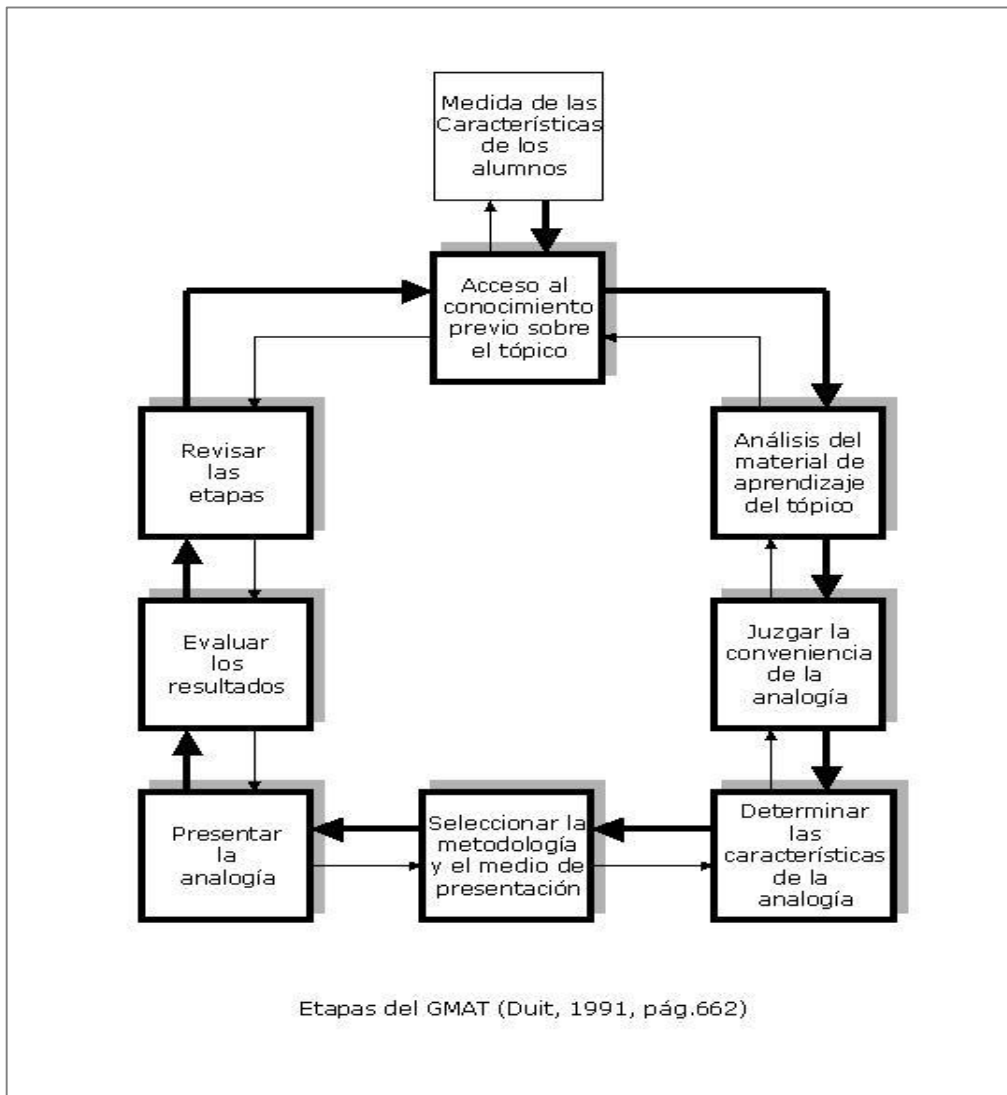 Medida de las
Características
de los
alumnos
Acceso al
conocimiento
previo sobre
el tópico
Análisis del
material de
aprendizaje
del tópico
Juzgar la
conveniencia
de la
analogía
Determinar
las
características
de la
analogía
Seleccionar la
metodología
y el medio de
presentación
Presentar
la
analogía
Evaluar
los
resultados
Revisar
las
etapas
Etapas del GMAT (Duit, 1991, pág.662)